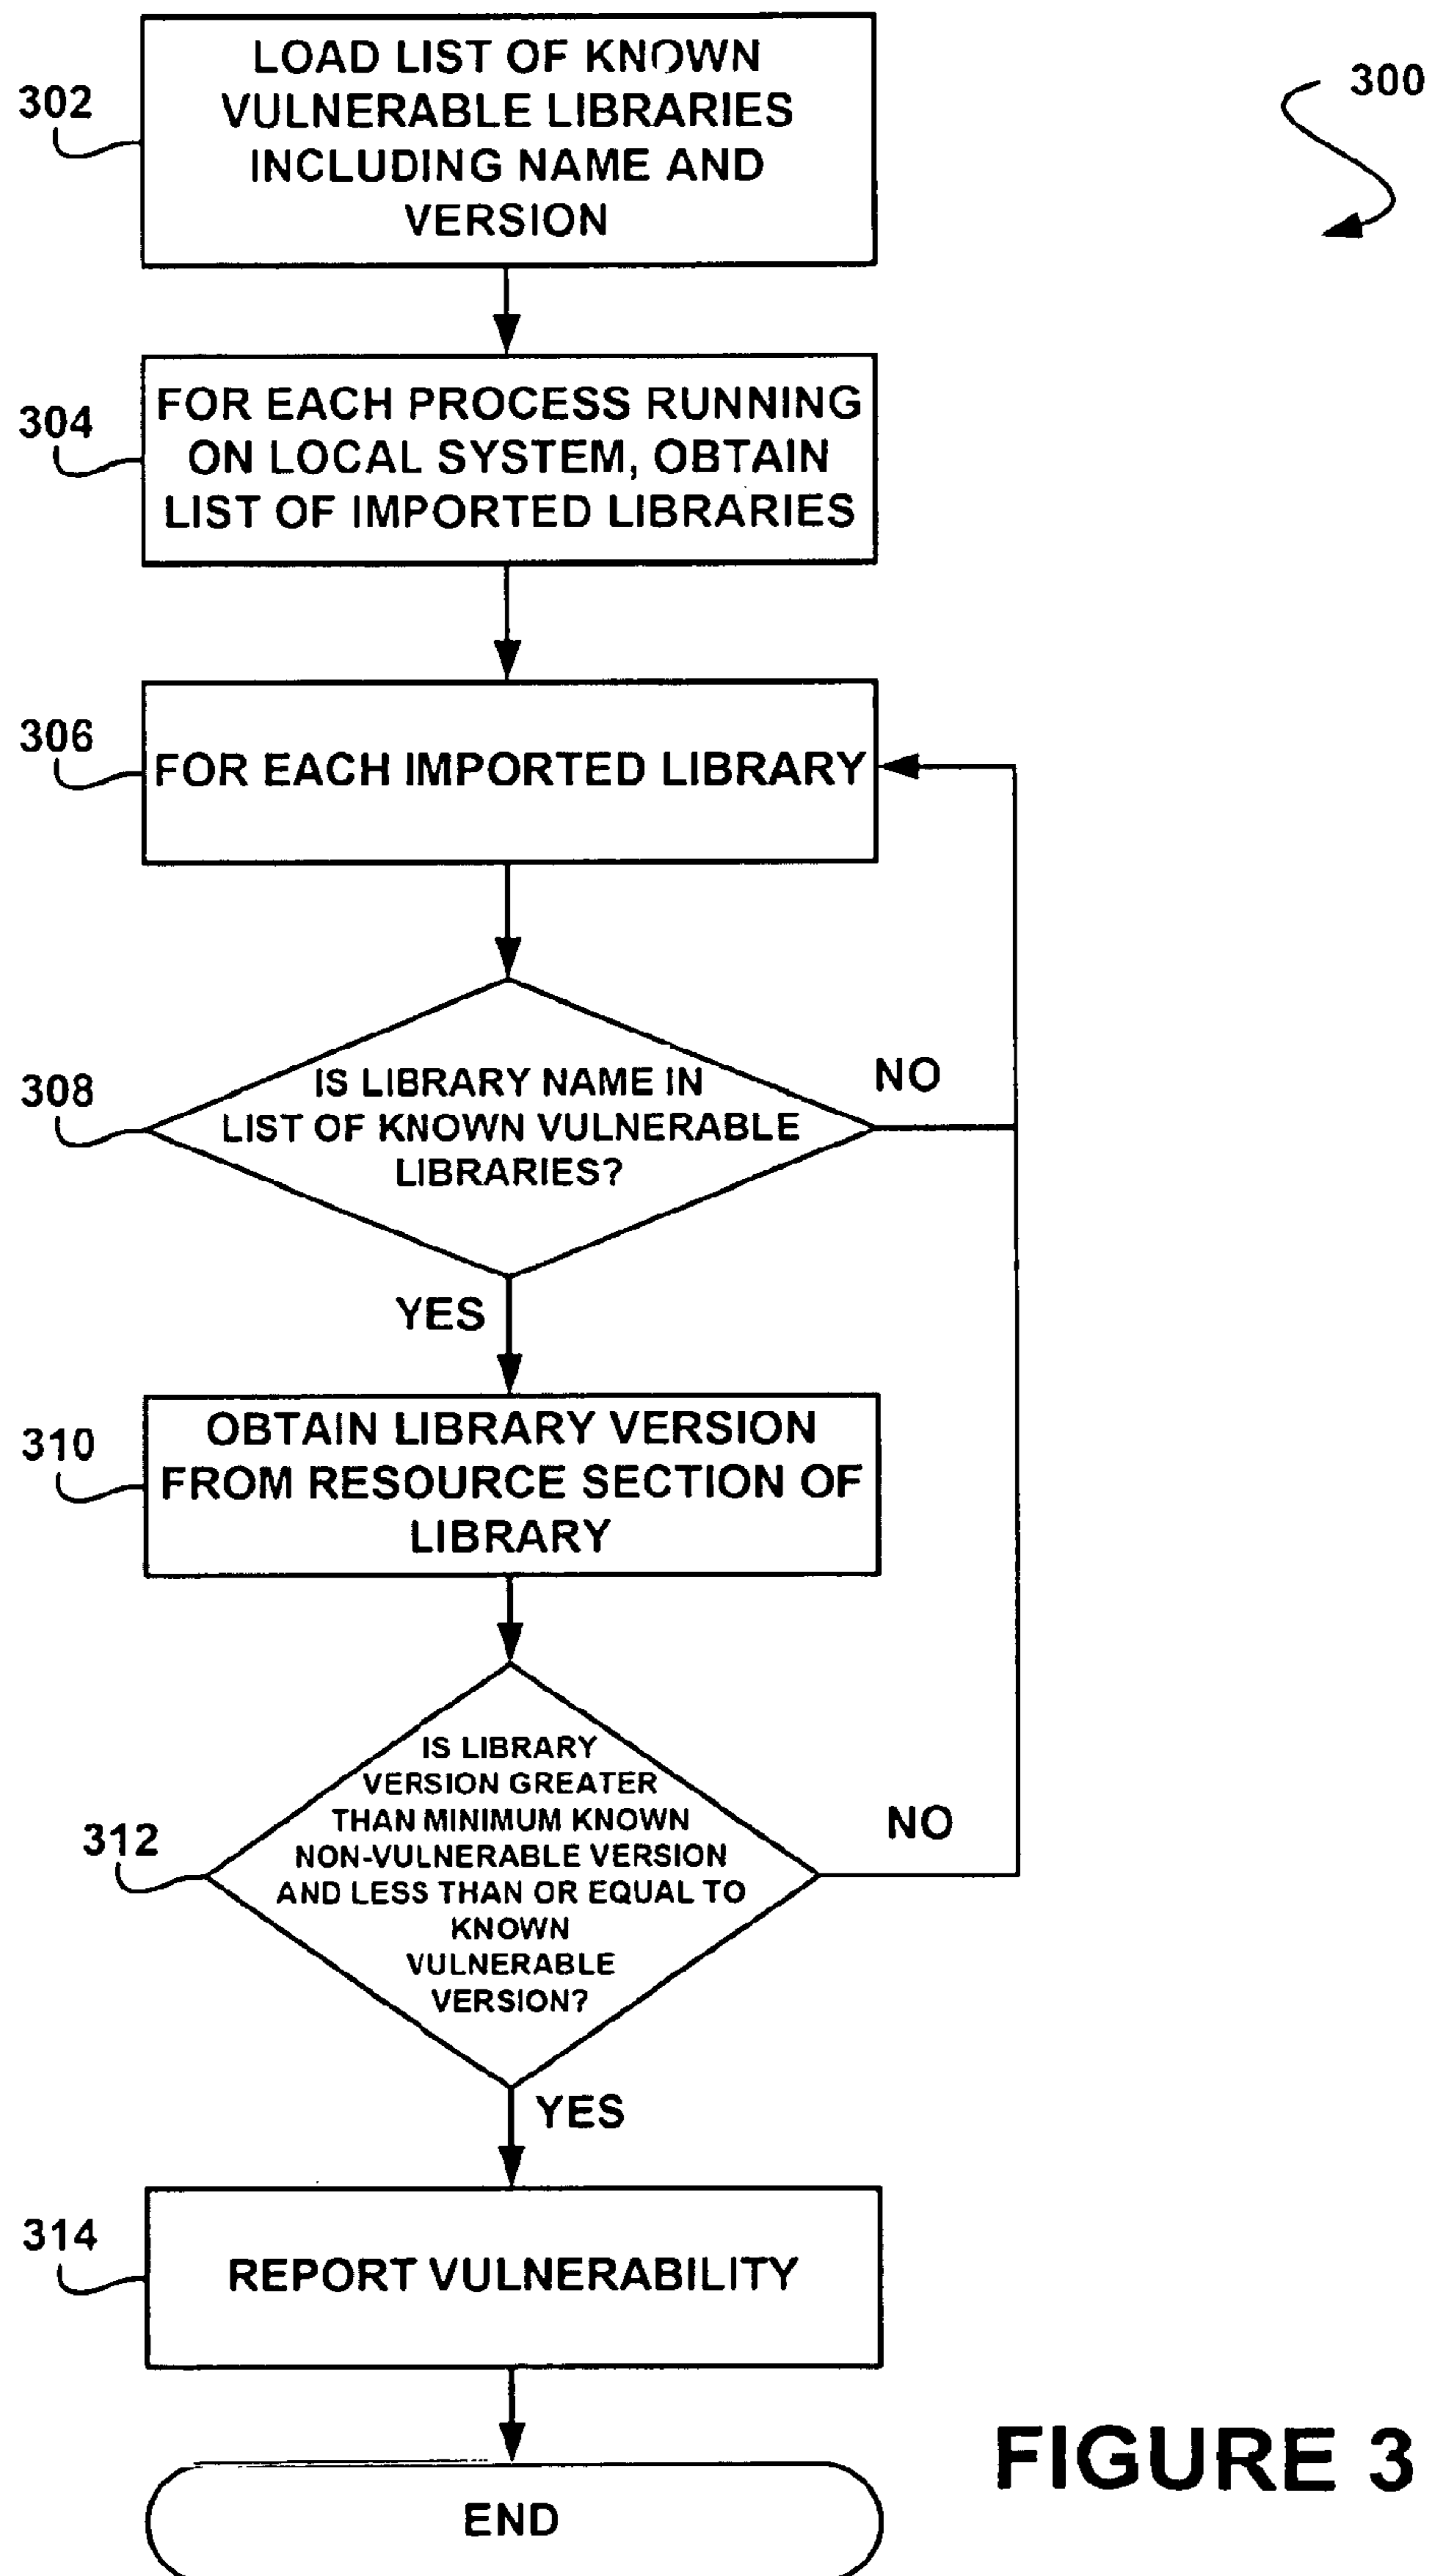 300
302
LOAD LIST OF KNOWN
VULNERABLE LIBRARIES
INCLUDING NAME AND
VERSION
304
FOR EACH PROCESS RUNNING
ON LOCAL SYSTEM, OBTAIN
LIST OF IMPORTED LIBRARIES
306
FOR EACH IMPORTED LIBRARY
308
IS LIBRARY NAME IN
LIST OF KNOWN VULNERABLE
LIBRARIES?
NO
YES
310
OBTAIN LIBRARY VERSION
FROM RESOURCE SECTION OF
LIBRARY
312
IS LIBRARY
VERSION GREATER
THAN MINIMUM KNOWN
NON-VULNERABLE VERSION
AND LESS THAN OR EQUAL TO
KNOWN
VULNERABLE
VERSION?
NO
YES
314
REPORT VULNERABILITY
END
FIGURE 3